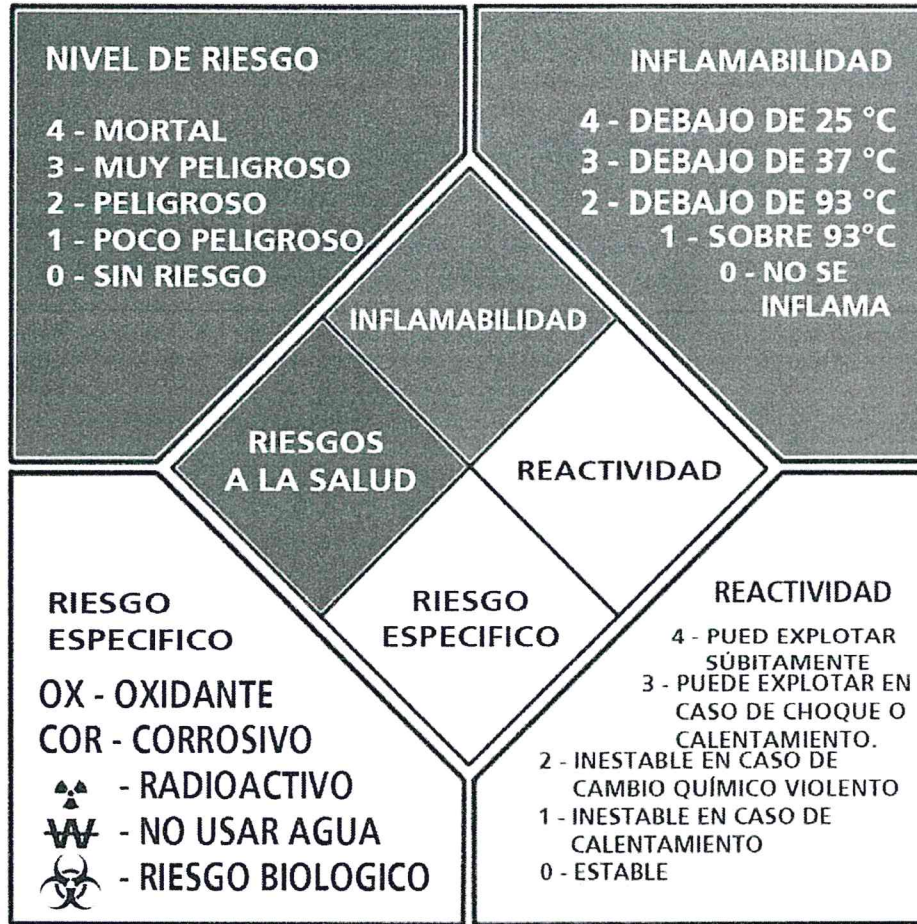 NIVEL DE RIESGO
4 - MORTAL
3 - MUY PELIGROSO
2 - PELIGROSO
1 - POCO PELIGROSO
0 - SIN RIESGO
INFLAMABILIDAD
4 - DEBAJO DE 25 °C
3 - DEBAJO DE 37 °C
2 - DEBAJO DE 93 °C
1 - SOBRE 93°C
0 - NO SE
INFLAMA
INFLAMABILIDAD
RIESGOS
A LA SALUD
REACTIVIDAD
RIESGO
ESPECIFICO
RIESGO
ESPECIFICO
OX - OXIDANTE
COR - CORROSIVO
- RADIOACTIVO
W - NO USAR AGUA
- RIESGO BIOLOGICO
REACTIVIDAD
4 - PUED EXPLOTAR
SÚBITAMENTE
3 - PUEDE EXPLOTAR EN
CASO DE CHOQUE O
CALENTAMIENTO.
2 - INESTABLE EN CASO DE
CAMBIO QUÍMICO VIOLENTO
1 - INESTABLE EN CASO DE
CALENTAMIENTO
0 - ESTABLE